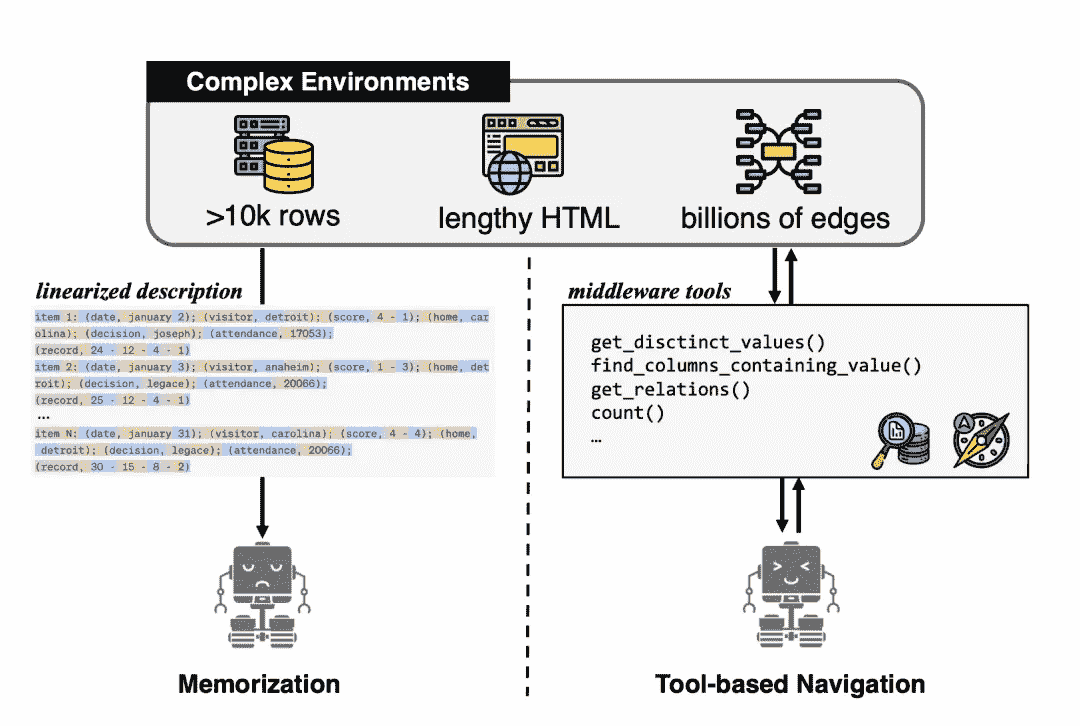 Complex Environments
>10k rows
lengthy HTML
billions of edges
linearized description
item 1: (date, january 2); (visitor, detroit); (score, 4 - 1); (home, car
olina); (decision, joseph); (attendance, 17053);
(record, 24 - 12 - 4 - 1)
item 2: (date, january 3); (visitor, anaheim); (score, 1 - 3); (home, det
roit); (decision, legace); (attendance, 20066);
(record, 25 - 12 - 4 - 1)
...
item N: (date, january 31); (visitor, carolina); (score, 4 - 4); (home,
detroit); (decision, legace); (attendance, 20066);
(record, 30 - 15 - 8 - 2)
middleware tools
get_disctinct_values()
find_columns_containing_value()
get_relations()
count()
…
Memorization
Tool-based Navigation